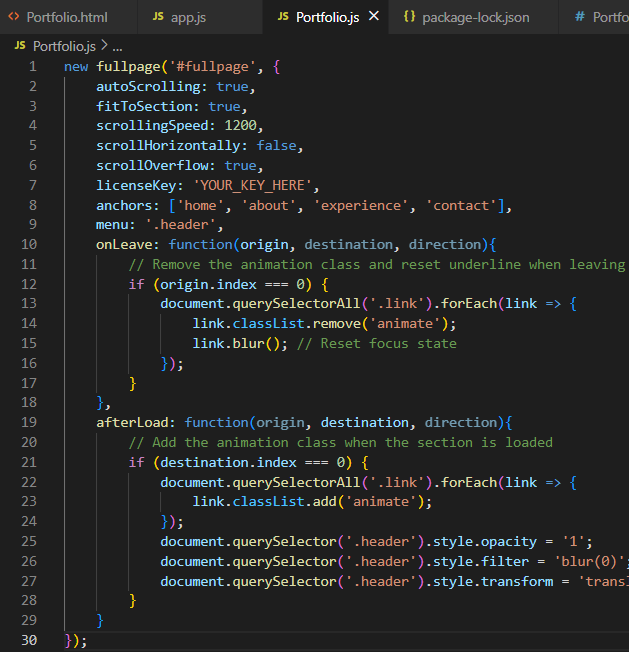 <> Portfolio.html JS app.js JS Portfolio.js × {} package-lock.json # Portfo
JS Portfolio.js > ...
1 new fullpage('#fullpage', {
2     autoScrolling: true,
3     fitToSection: true,
4     scrollingSpeed: 1200,
5     scrollHorizontally: false,
6     scrollOverflow: true,
7     licenseKey: 'YOUR_KEY_HERE',
8     anchors: ['home', 'about', 'experience', 'contact'],
9     menu: '.header',
10     onLeave: function(origin, destination, direction){
11         // Remove the animation class and reset underline when leaving
12         if (origin.index === 0) {
13             document.querySelectorAll('.link').forEach(link => {
14                 link.classList.remove('animate');
15                 link.blur(); // Reset focus state
16             });
17         }
18     },
19     afterLoad: function(origin, destination, direction){
20         // Add the animation class when the section is loaded
21         if (destination.index === 0) {
22             document.querySelectorAll('.link').forEach(link => {
23                 link.classList.add('animate');
24             });
25             document.querySelector('.header').style.opacity = '1';
26             document.querySelector('.header').style.filter = 'blur(0)';
27             document.querySelector('.header').style.transform = 'transl
28         }
29     }
30 });